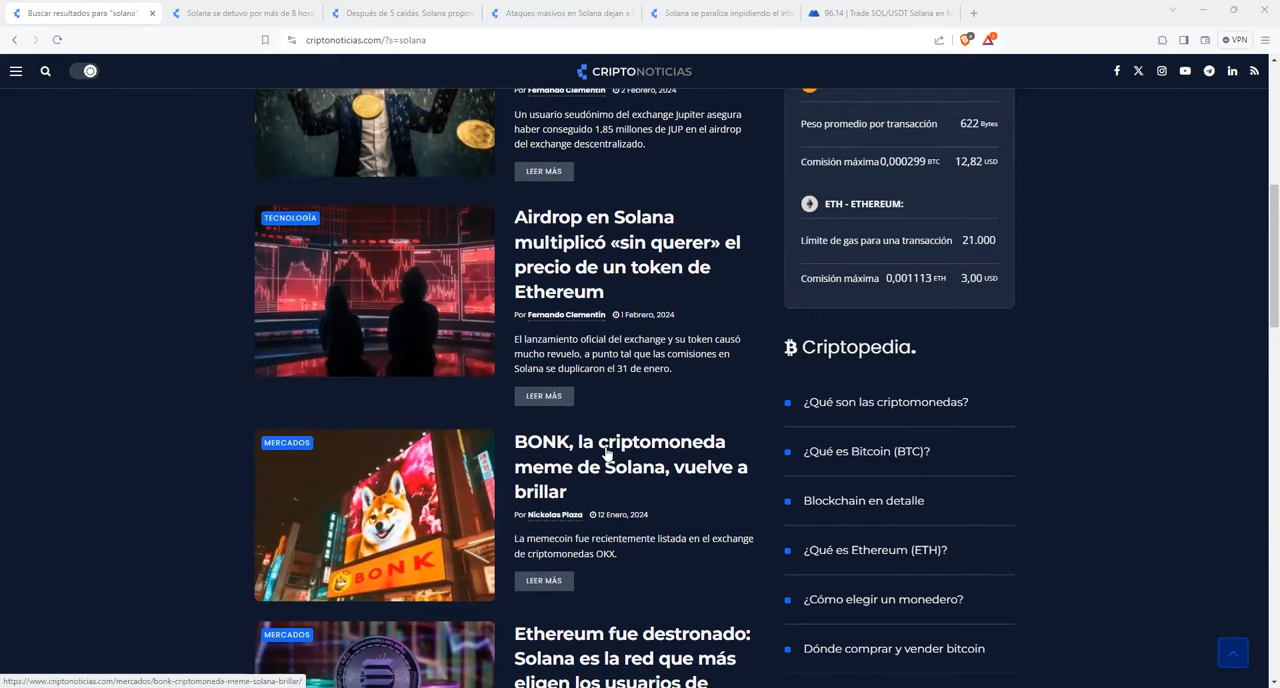 Buscar resultados para "solana"
Solana se detuvo por más de 8 hora
Después de 5 caídas, Solana propon
Ataques masivos en Solana dejan a
Solana se paraliza impidiendo el int
96.14 | Trade SOL/USDT Solana en
criptonoticias.com/?s=solana
VPN
CRIPTONOTICIAS
Por Fernando Clementín 2 Febrero, 2024
Un usuario seudónimo del exchange Jupiter asegura
haber conseguido 1,85 millones de JUP en el airdrop
del exchange descentralizado.
LEER MÁS
TECNOLOGÍA
Airdrop en Solana
multiplicó «sin querer» el
precio de un token de
Ethereum
Por Fernando Clementín 1 Febrero, 2024
El lanzamiento oficial del exchange y su token causó
mucho revuelo, a punto tal que las comisiones en
Solana se duplicaron el 31 de enero.
LEER MÁS
MERCADOS
BONK
BONK, la criptomoneda
meme de Solana, vuelve a
brillar
Por Nickolas Plaza 12 Enero, 2024
La memecoin fue recientemente listada en el exchange
de criptomonedas OKX.
LEER MÁS
MERCADOS
Ethereum fue destronado:
Solana es la red que más
eligen los usuarios de
Peso promedio por transacción 622 Bytes
Comisión máxima 0,000299 BTC 12,82 USD
ETH - ETHEREUM:
Límite de gas para una transacción 21.000
Comisión máxima 0,001113 ETH 3,00 USD
Criptopedia.
¿Qué son las criptomonedas?
¿Qué es Bitcoin (BTC)?
Blockchain en detalle
¿Qué es Ethereum (ETH)?
¿Cómo elegir un monedero?
Dónde comprar y vender bitcoin
https://www.criptonoticias.com/mercados/bonk-criptomoneda-meme-solana-brillar/